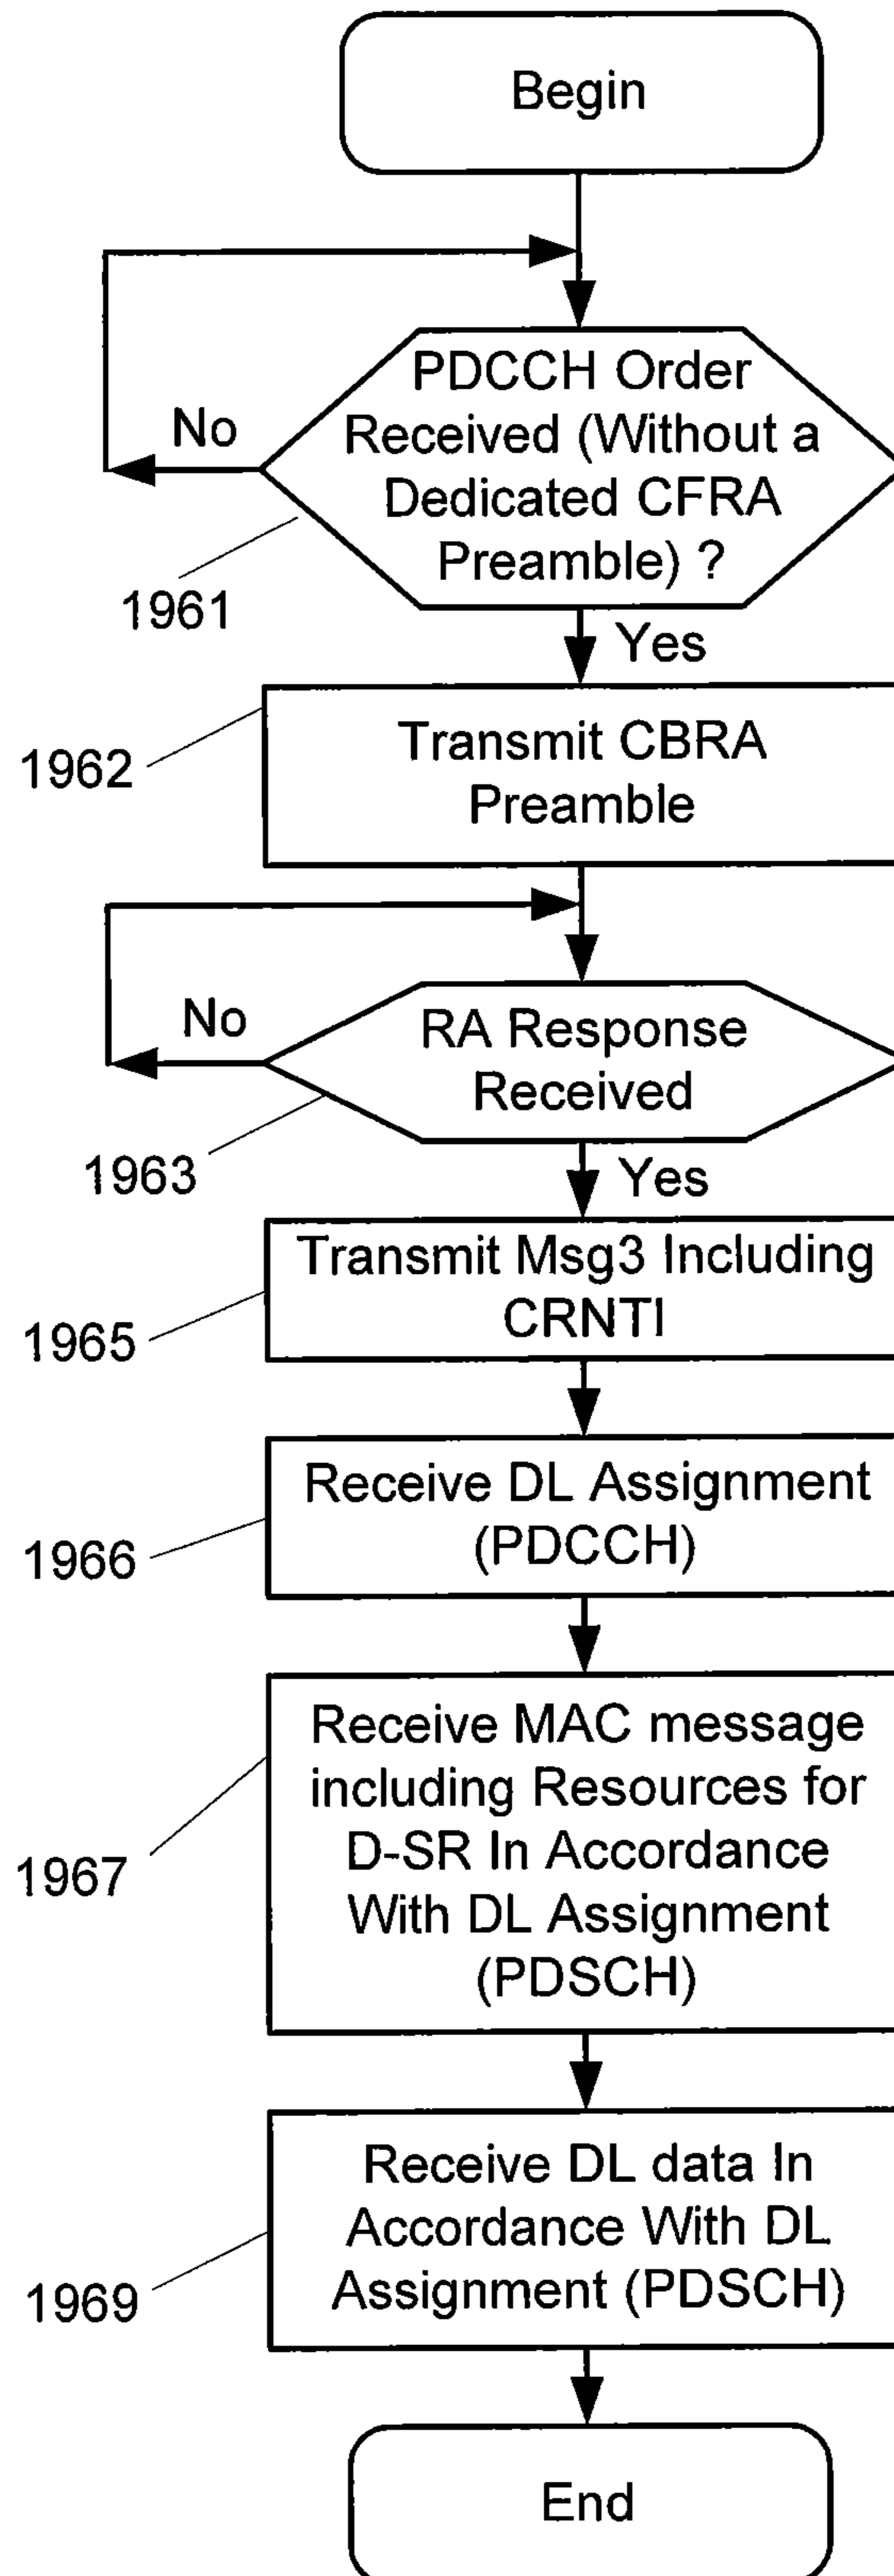 Begin
PDCCH Order
Received (Without a
Dedicated CFRA
Preamble) ?
No
1961
Yes
Transmit CBRA
Preamble
1962
RA Response
Received
No
1963
Yes
Transmit Msg3 Including
CRNTI
1965
Receive DL Assignment
(PDCCH)
1966
Receive MAC message
including Resources for
D-SR In Accordance
With DL Assignment
(PDSCH)
1967
Receive DL data In
Accordance With DL
Assignment (PDSCH)
1969
End